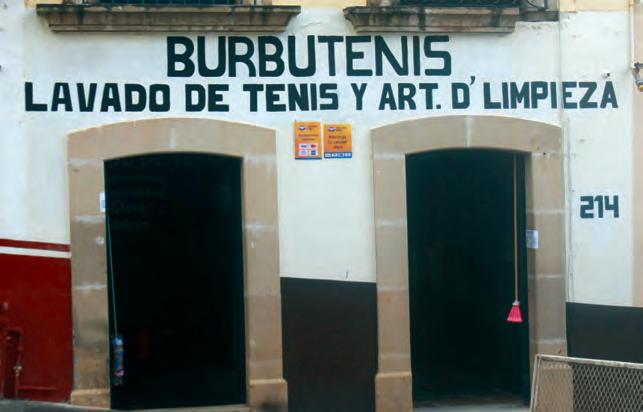 BURBUTENIS
LAVADO DE TENIS Y ART. D' LIMPIEZA
214